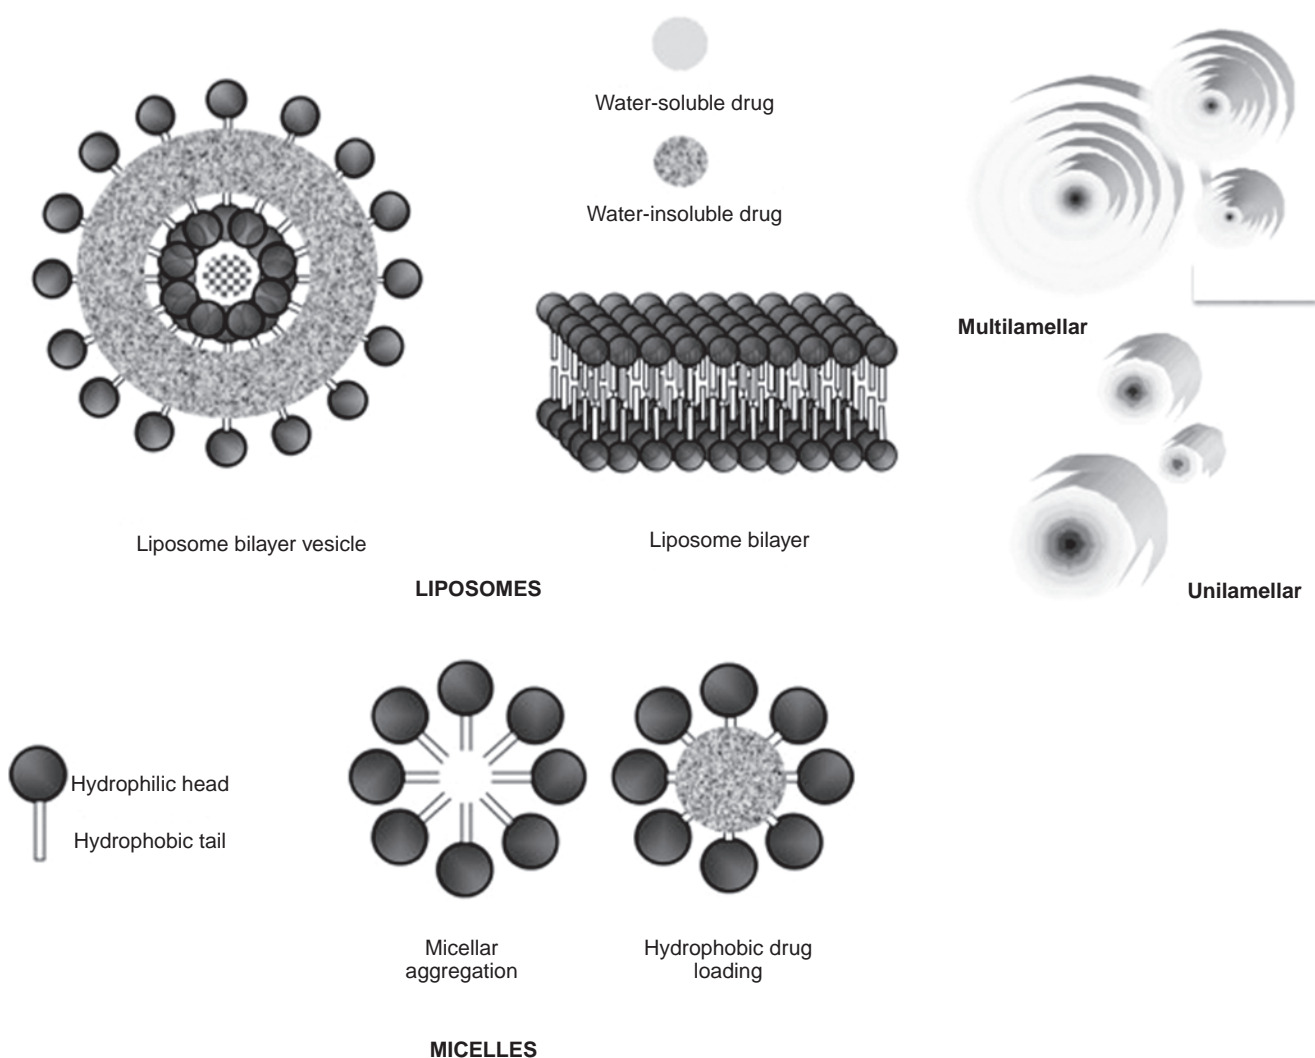 Water-soluble drug
Water-insoluble drug
Multilamellar
Liposome bilayer vesicle
Liposome bilayer
LIPOSOMES
Unilamellar
Hydrophilic head
Hydrophobic tail
Micellar
aggregation
Hydrophobic drug
loading
MICELLES